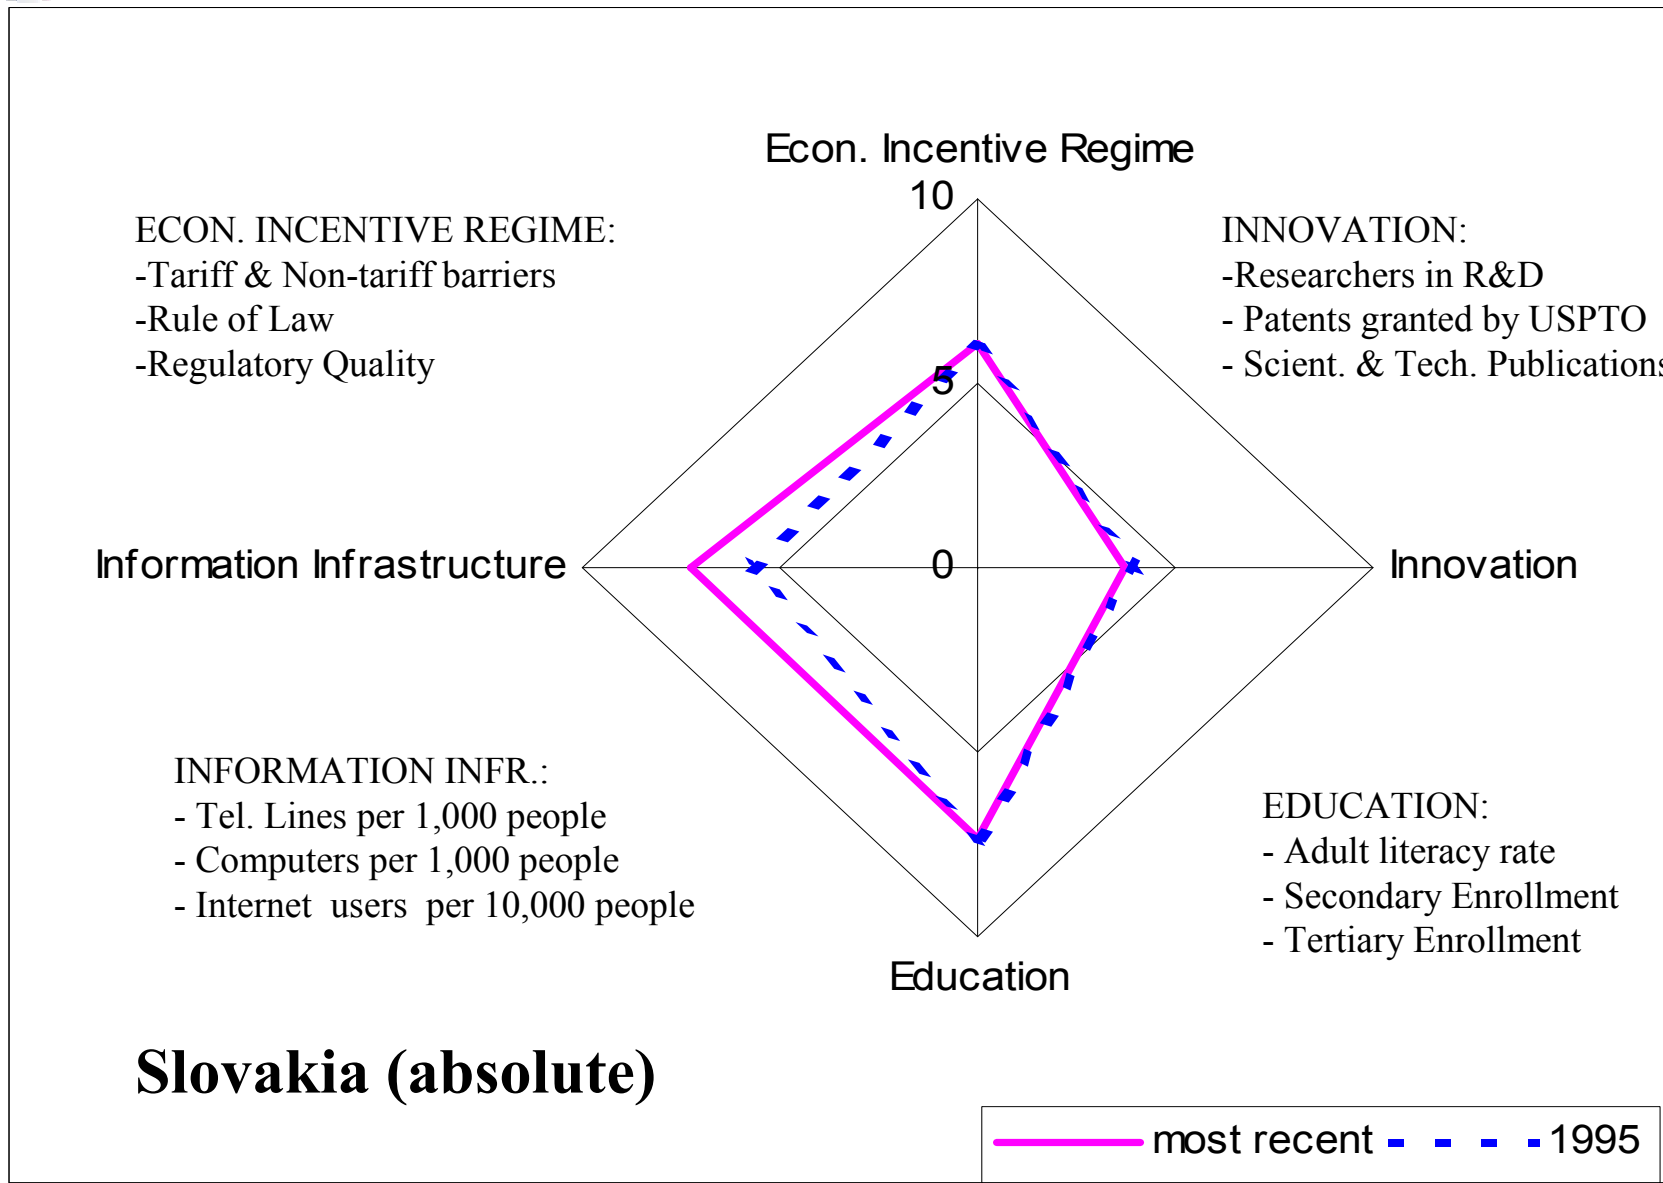 Econ. Incentive Regime
10
ECON. INCENTIVE REGIME:
-Tariff & Non-tariff barriers
-Rule of Law
-Regulatory Quality
INNOVATION:
-Researchers in R&D
- Patents granted by USPTO
- Scient. & Tech. Publications
5
Information Infrastructure
0
Innovation
INFORMATION INFR.:
- Tel. Lines per 1,000 people
- Computers per 1,000 people
- Internet users per 10,000 people
EDUCATION:
- Adult literacy rate
- Secondary Enrollment
- Tertiary Enrollment
Education
Slovakia (absolute)
most recent
1995